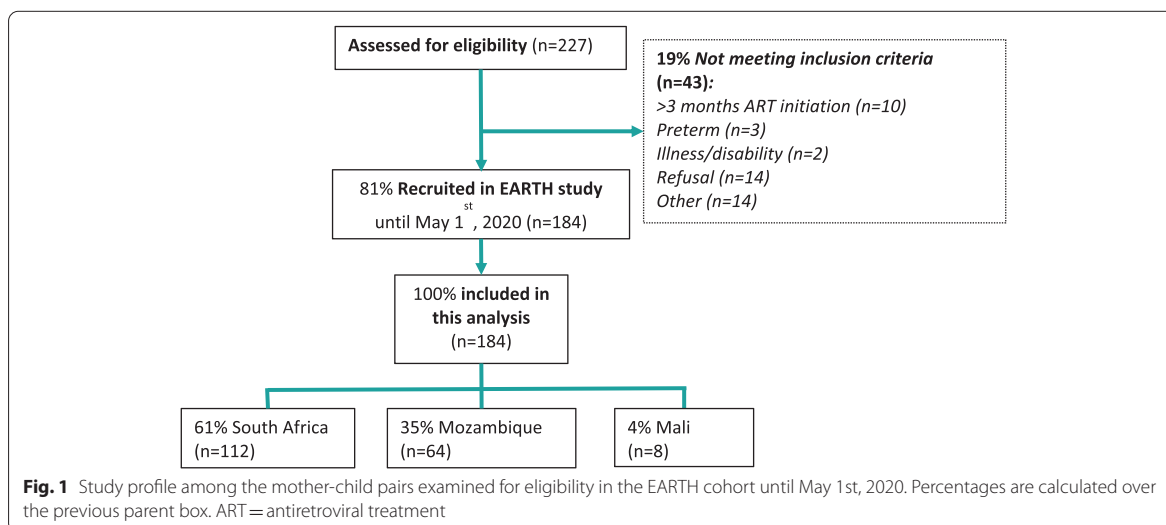 Assessed for eligibility (n=227)
19% Not meeting inclusion criteria
(n=43):
>3 months ART initiation (n=10)
Preterm (n=3)
Illness/disability (n=2)
Refusal (n=14)
Other (n=14)
81% Recruited in EARTH study
until May 1st, 2020 (n=184)
100% included in
this analysis
(n=184)
61% South Africa
(n=112)
35% Mozambique
(n=64)
4% Mali
(n=8)
Fig. 1 Study profile among the mother-child pairs examined for eligibility in the EARTH cohort until May 1st, 2020. Percentages are calculated over
the previous parent box. ART = antiretroviral treatment